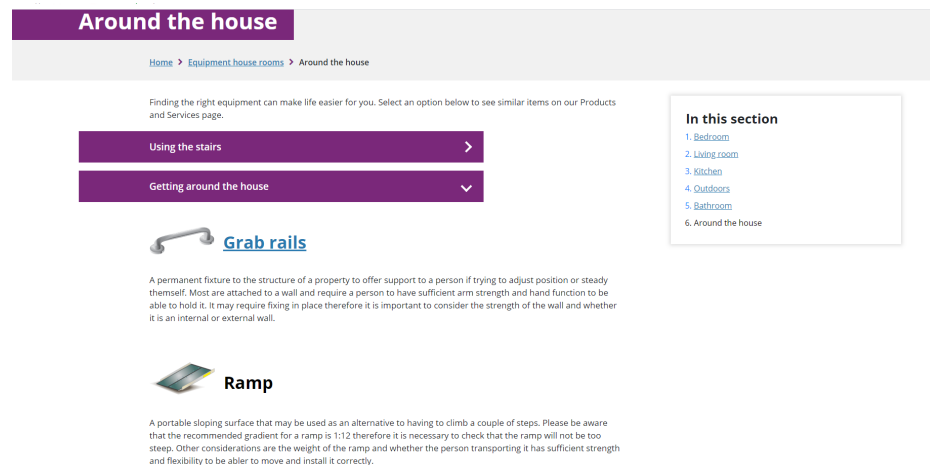 Around the house
Home > Equipment house rooms > Around the house
Finding the right equipment can make life easier for you. Select an option below to see similar items on our Products
and Services page.
Using the stairs
Getting around the house
Grab rails
A permanent fixture to the structure of a property to offer support to a person if trying to adjust position or steady
themself. Most are attached to a wall and require a person to have sufficient arm strength and hand function to be
able to hold it. It may require fixing in place therefore it is important to consider the strength of the wall and whether
it is an internal or external wall.
Ramp
A portable sloping surface that may be used as an alternative to having to climb a couple of steps. Please be aware
that the recommended gradient for a ramp is 1:12 therefore it is necessary to check that the ramp will not be too
steep. Other considerations are the weight of the ramp and whether the person transporting it has sufficient strength
and flexibility to be abler to move and install it correctly.
In this section
1. Bedroom
2. Living room
3. Kitchen
4. Outdoors
5. Bathroom
6. Around the house